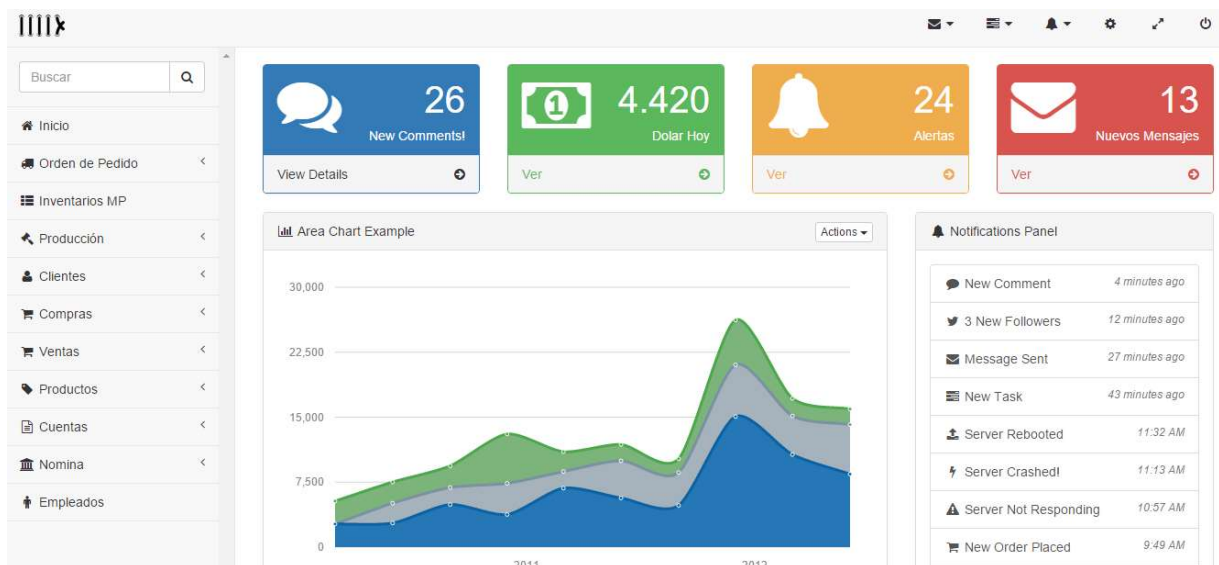 Buscar
Inicio
Orden de Pedido
Inventarios MP
Producción
Clientes
Compras
Ventas
Productos
Cuentas
Nomina
Empleados
26
New Comments!
View Details
1
4.420
Dolar Hoy
Ver
24
Alertas
Ver
13
Nuevos Mensajes
Ver
Area Chart Example
Actions
30,000
22,500
15,000
7,500
0
2011
2012
Notifications Panel
New Comment 4 minutes ago
3 New Followers 12 minutes ago
Message Sent 27 minutes ago
New Task 43 minutes ago
Server Rebooted 11:32 AM
Server Crashed! 11:13 AM
Server Not Responding 10:57 AM
New Order Placed 9:49 AM